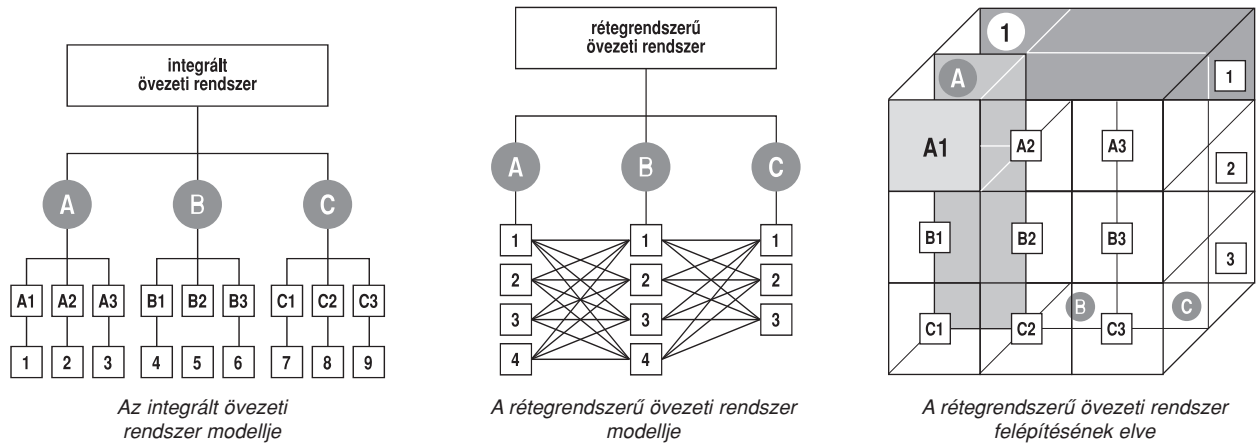 integrált
övezeti rendszer
A B C
A1 A2 A3 B1 B2 B3 C1 C2 C3
1 2 3 4 5 6 7 8 9
Az integrált övezeti
rendszer modellje
rétegrendszerű
övezeti rendszer
A B C
1 1 1
2 2 2
3 3 3
4 4
A rétegrendszerű övezeti rendszer
modellje
1
A 1
A1 A2 A3
2
B1 B2 B3
3
B C
C1 C2 C3
A rétegrendszerű övezeti rendszer
felépítésének elve